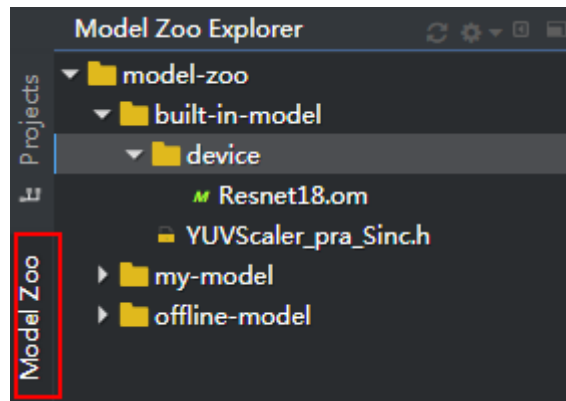 Model Zoo Explorer
Projects
Model Zoo
model-zoo
built-in-model
device
Resnet18.om
YUVScaler_pra_Sinc.h
my-model
offline-model